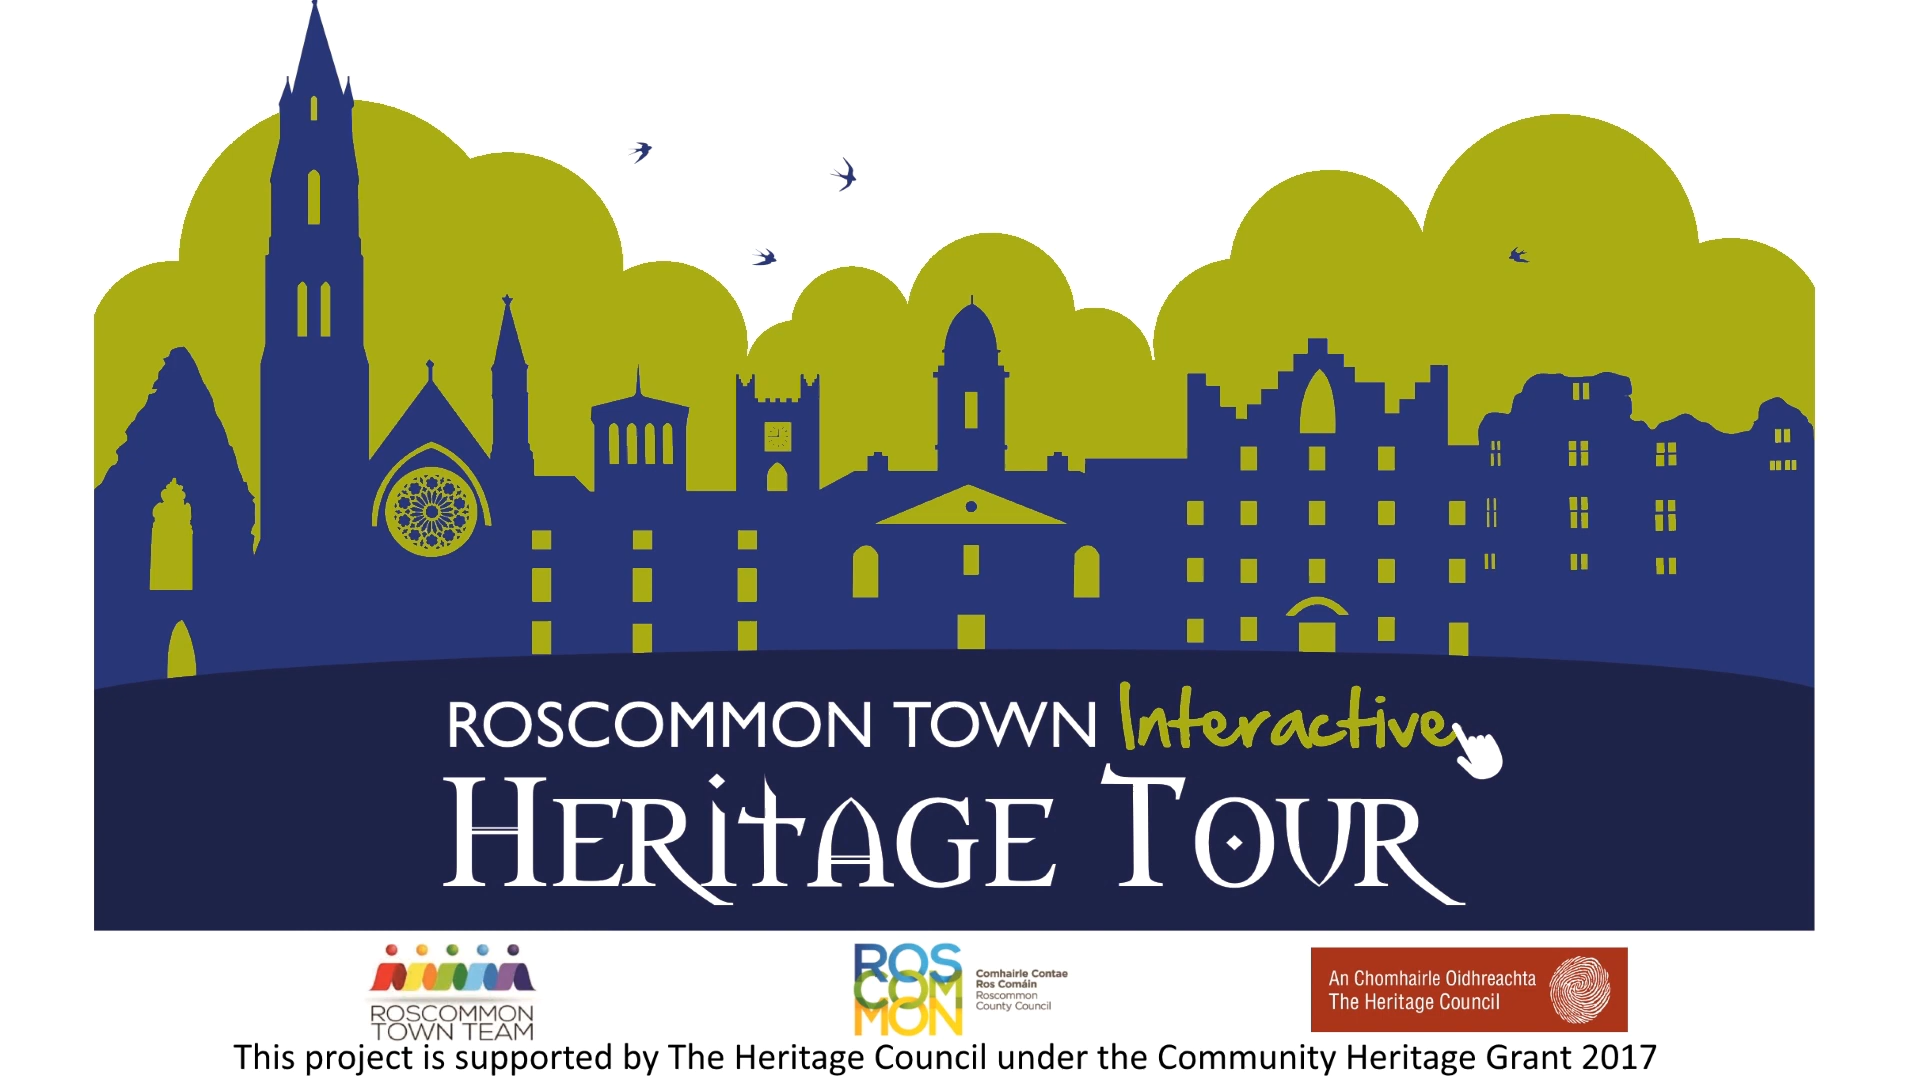 ROSCOMMON TOWN Interactive
HERITAGE TOUR
ROSCOMMON
TOWN TEAM
ROS
COM
MON
Comhairle Contae
Ros Comáin
Roscommon
County Council
An Chomhairle Oidhreachta
The Heritage Council
This project is supported by The Heritage Council under the Community Heritage Grant 2017